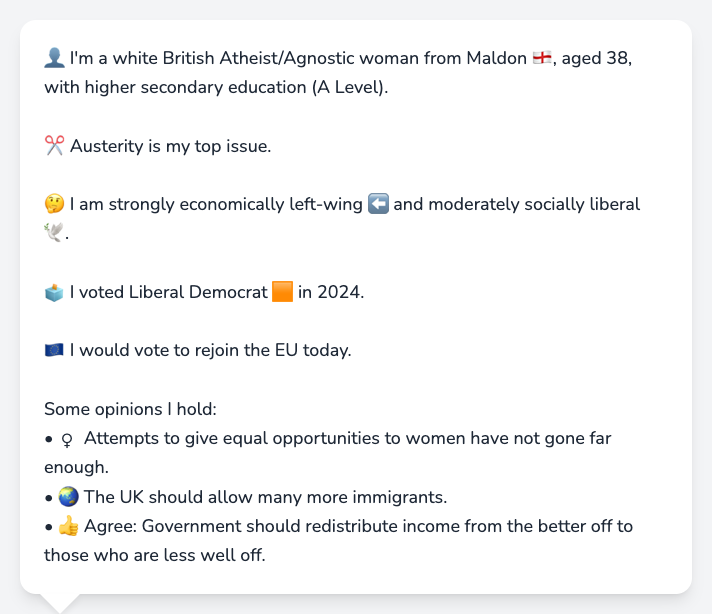 👤 I'm a white British Atheist/Agnostic woman from Maldon 🏴󠁧󠁢󠁥󠁮󠁧󠁿, aged 38,
with higher secondary education (A Level).
✂️ Austerity is my top issue.
🤔 I am strongly economically left-wing ⬅️ and moderately socially liberal
🕊️.
🗳️ I voted Liberal Democrat 🟧 in 2024.
🇪🇺 I would vote to rejoin the EU today.
Some opinions I hold:
• ♀️ Attempts to give equal opportunities to women have not gone far
enough.
• 🌏 The UK should allow many more immigrants.
• 👍 Agree: Government should redistribute income from the better off to
those who are less well off.